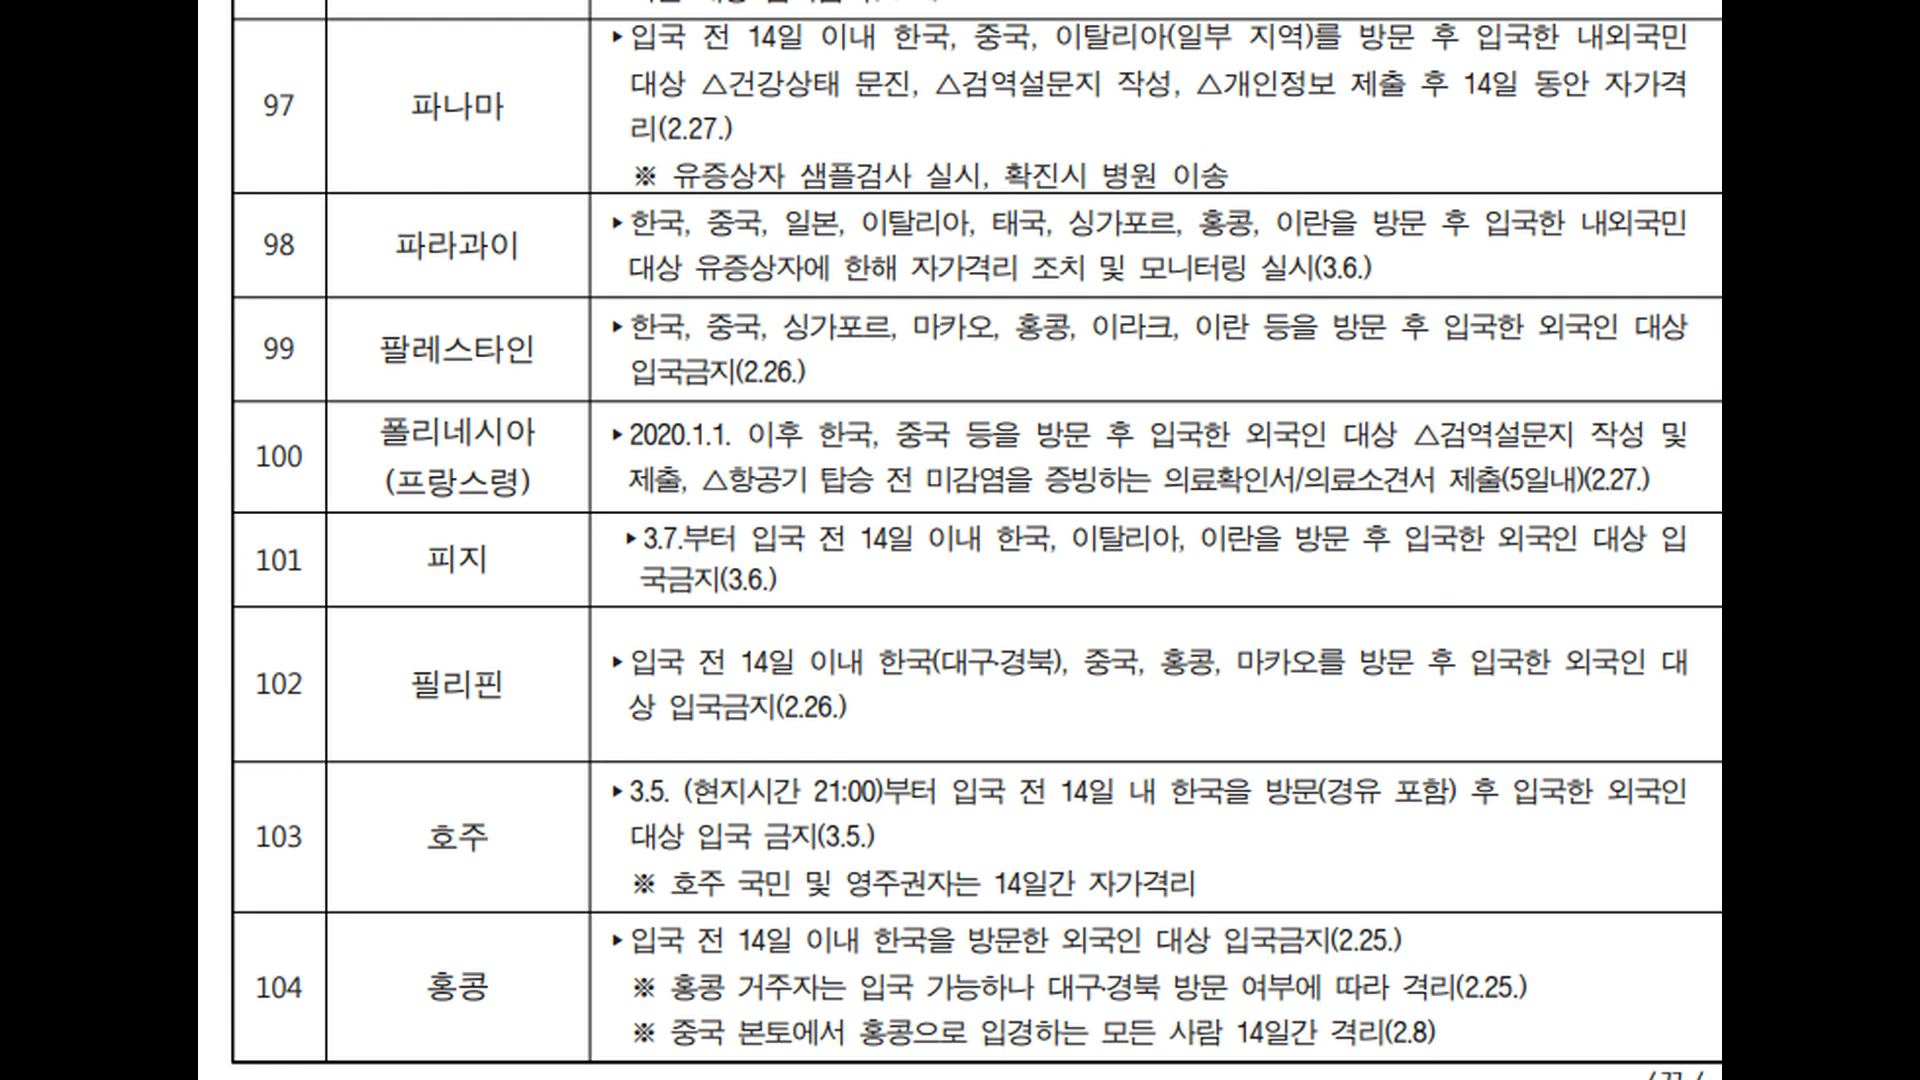 97
파나마
▸입국 전 14일 이내 한국, 중국, 이탈리아(일부 지역)를 방문 후 입국한 내외국민
대상 △건강상태 문진, △검역설문지 작성, △개인정보 제출 후 14일 동안 자가격
리(2.27.)
※ 유증상자 샘플검사 실시, 확진시 병원 이송
98
파라과이
▸한국, 중국, 일본, 이탈리아, 태국, 싱가포르, 홍콩, 이란을 방문 후 입국한 내외국민
대상 유증상자에 한해 자가격리 조치 및 모니터링 실시(3.6.)
99
팔레스타인
▸한국, 중국, 싱가포르, 마카오, 홍콩, 이라크, 이란 등을 방문 후 입국한 외국인 대상
입국금지(2.26.)
100
폴리네시아
(프랑스령)
▸2020.1.1. 이후 한국, 중국 등을 방문 후 입국한 외국인 대상 △검역설문지 작성 및
제출, △항공기 탑승 전 미감염을 증빙하는 의료확인서/의료소견서 제출(5일내)(2.27.)
101
피지
▸3.7.부터 입국 전 14일 이내 한국, 이탈리아, 이란을 방문 후 입국한 외국인 대상 입
국금지(3.6.)
102
필리핀
▸입국 전 14일 이내 한국(대구·경북), 중국, 홍콩, 마카오를 방문 후 입국한 외국인 대
상 입국금지(2.26.)
103
호주
▸3.5. (현지시간 21:00)부터 입국 전 14일 내 한국을 방문(경유 포함) 후 입국한 외국인
대상 입국 금지(3.5.)
※ 호주 국민 및 영주권자는 14일간 자가격리
104
홍콩
▸입국 전 14일 이내 한국을 방문한 외국인 대상 입국금지(2.25.)
※ 홍콩 거주자는 입국 가능하나 대구·경북 방문 여부에 따라 격리(2.25.)
※ 중국 본토에서 홍콩으로 입경하는 모든 사람 14일간 격리(2.8)